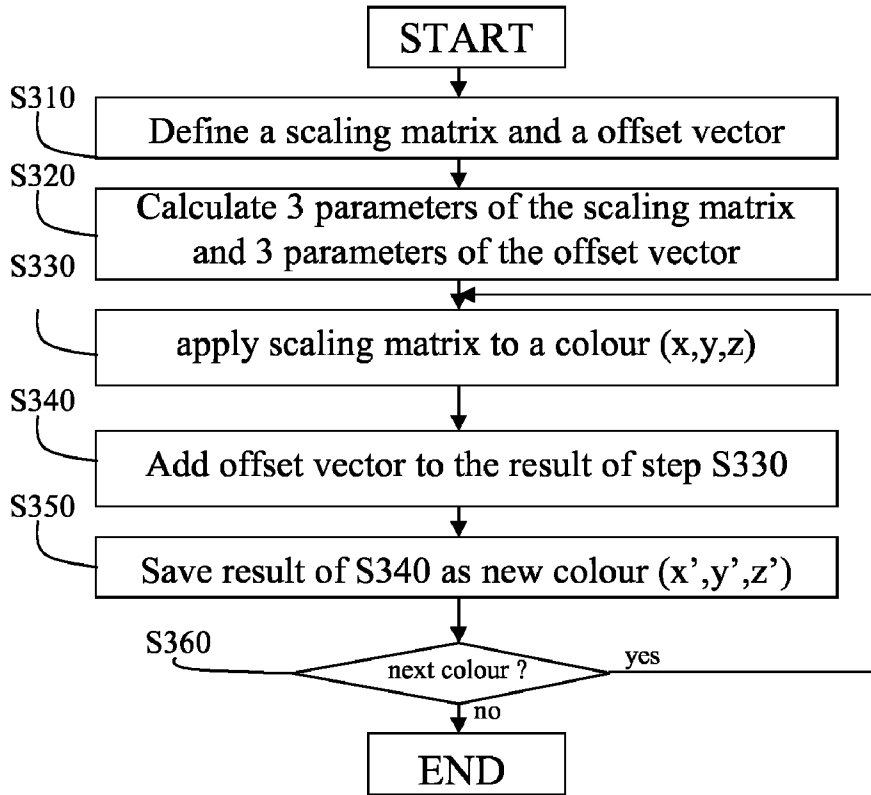 START
S310
Define a scaling matrix and a offset vector
S320
Calculate 3 parameters of the scaling matrix
and 3 parameters of the offset vector
S330
apply scaling matrix to a colour (x,y,z)
S340
Add offset vector to the result of step S330
S350
Save result of S340 as new colour (x’,y’,z’)
S360
next colour ?
yes
no
END